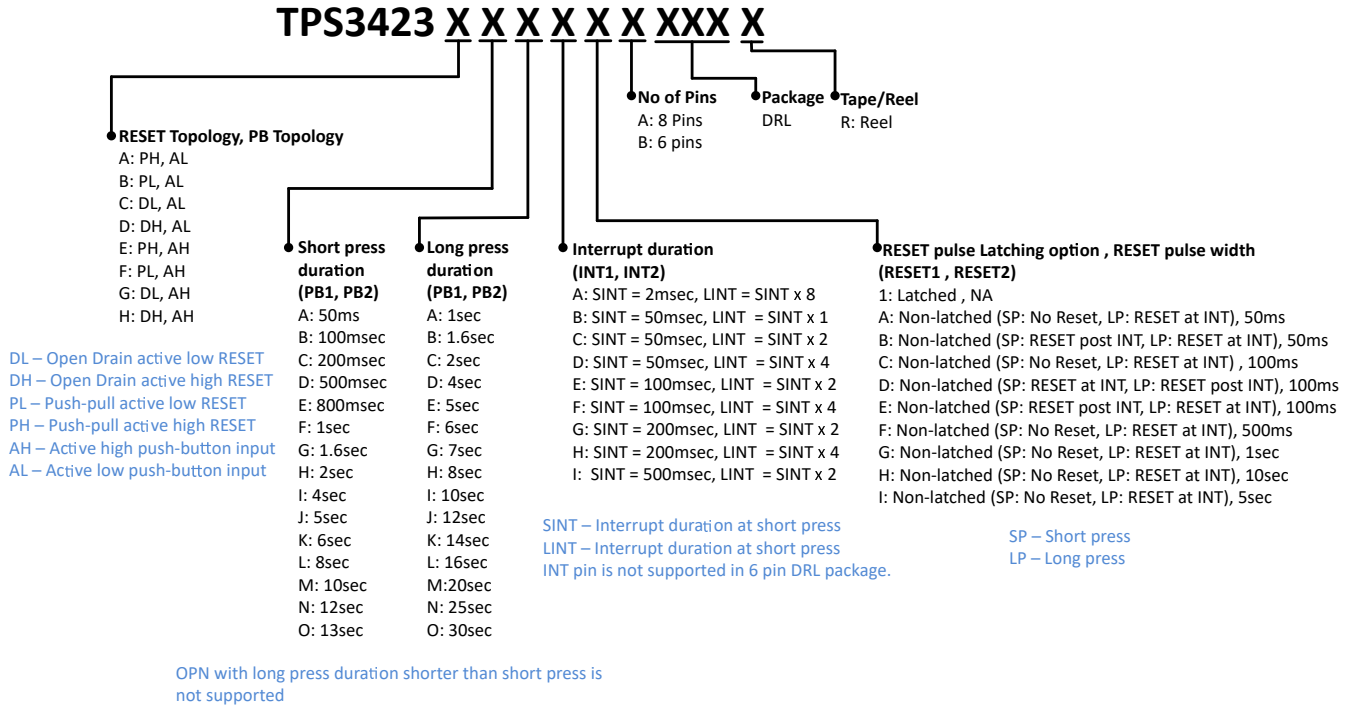 TPS3423 X X X X X X XXX X
No of Pins
A: 8 Pins
B: 6 pins
Package
DRL
Tape/Reel
R: Reel
RESET Topology, PB Topology
A: PH, AL
B: PL, AL
C: DL, AL
D: DH, AL
E: PH, AH
F: PL, AH
G: DL, AH
H: DH, AH
DL – Open Drain active low RESET
DH – Open Drain active high RESET
PL – Push-pull active low RESET
PH – Push-pull active high RESET
AH – Active high push-button input
AL – Active low push-button input
Short press
duration
(PB1, PB2)
A: 50ms
B: 100msec
C: 200msec
D: 500msec
E: 800msec
F: 1sec
G: 1.6sec
H: 2sec
I: 4sec
J: 5sec
K: 6sec
L: 8sec
M: 10sec
N: 12sec
O: 13sec
Long press
duration
(PB1, PB2)
A: 1sec
B: 1.6sec
C: 2sec
D: 4sec
E: 5sec
F: 6sec
G: 7sec
H: 8sec
I: 10sec
J: 12sec
K: 14sec
L: 16sec
M:20sec
N: 25sec
O: 30sec
Interrupt duration
(INT1, INT2)
A: SINT = 2msec, LINT = SINT x 8
B: SINT = 50msec, LINT = SINT x 1
C: SINT = 50msec, LINT = SINT x 2
D: SINT = 50msec, LINT = SINT x 4
E: SINT = 100msec, LINT = SINT x 2
F: SINT = 100msec, LINT = SINT x 4
G: SINT = 200msec, LINT = SINT x 2
H: SINT = 200msec, LINT = SINT x 4
I: SINT = 500msec, LINT = SINT x 2
SINT – Interrupt duration at short press
LINT – Interrupt duration at short press
INT pin is not supported in 6 pin DRL package.
RESET pulse Latching option , RESET pulse width
(RESET1 , RESET2)
1: Latched , NA
A: Non-latched (SP: No Reset, LP: RESET at INT), 50ms
B: Non-latched (SP: RESET post INT, LP: RESET at INT), 50ms
C: Non-latched (SP: No Reset, LP: RESET at INT) , 100ms
D: Non-latched (SP: RESET at INT, LP: RESET post INT), 100ms
E: Non-latched (SP: RESET post INT, LP: RESET at INT), 100ms
F: Non-latched (SP: No Reset, LP: RESET at INT), 500ms
G: Non-latched (SP: No Reset, LP: RESET at INT), 1sec
H: Non-latched (SP: No Reset, LP: RESET at INT), 10sec
I: Non-latched (SP: No Reset, LP: RESET at INT), 5sec
SP – Short press
LP – Long press
OPN with long press duration shorter than short press is
not supported